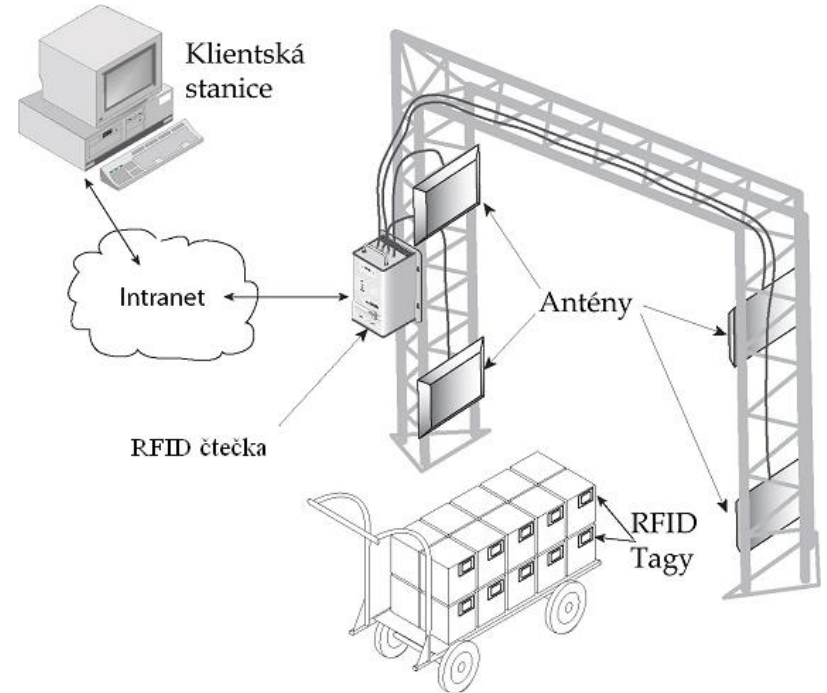 Klientská
stanice
Intranet
Antény
RFID čtečka
RFID
Tagy